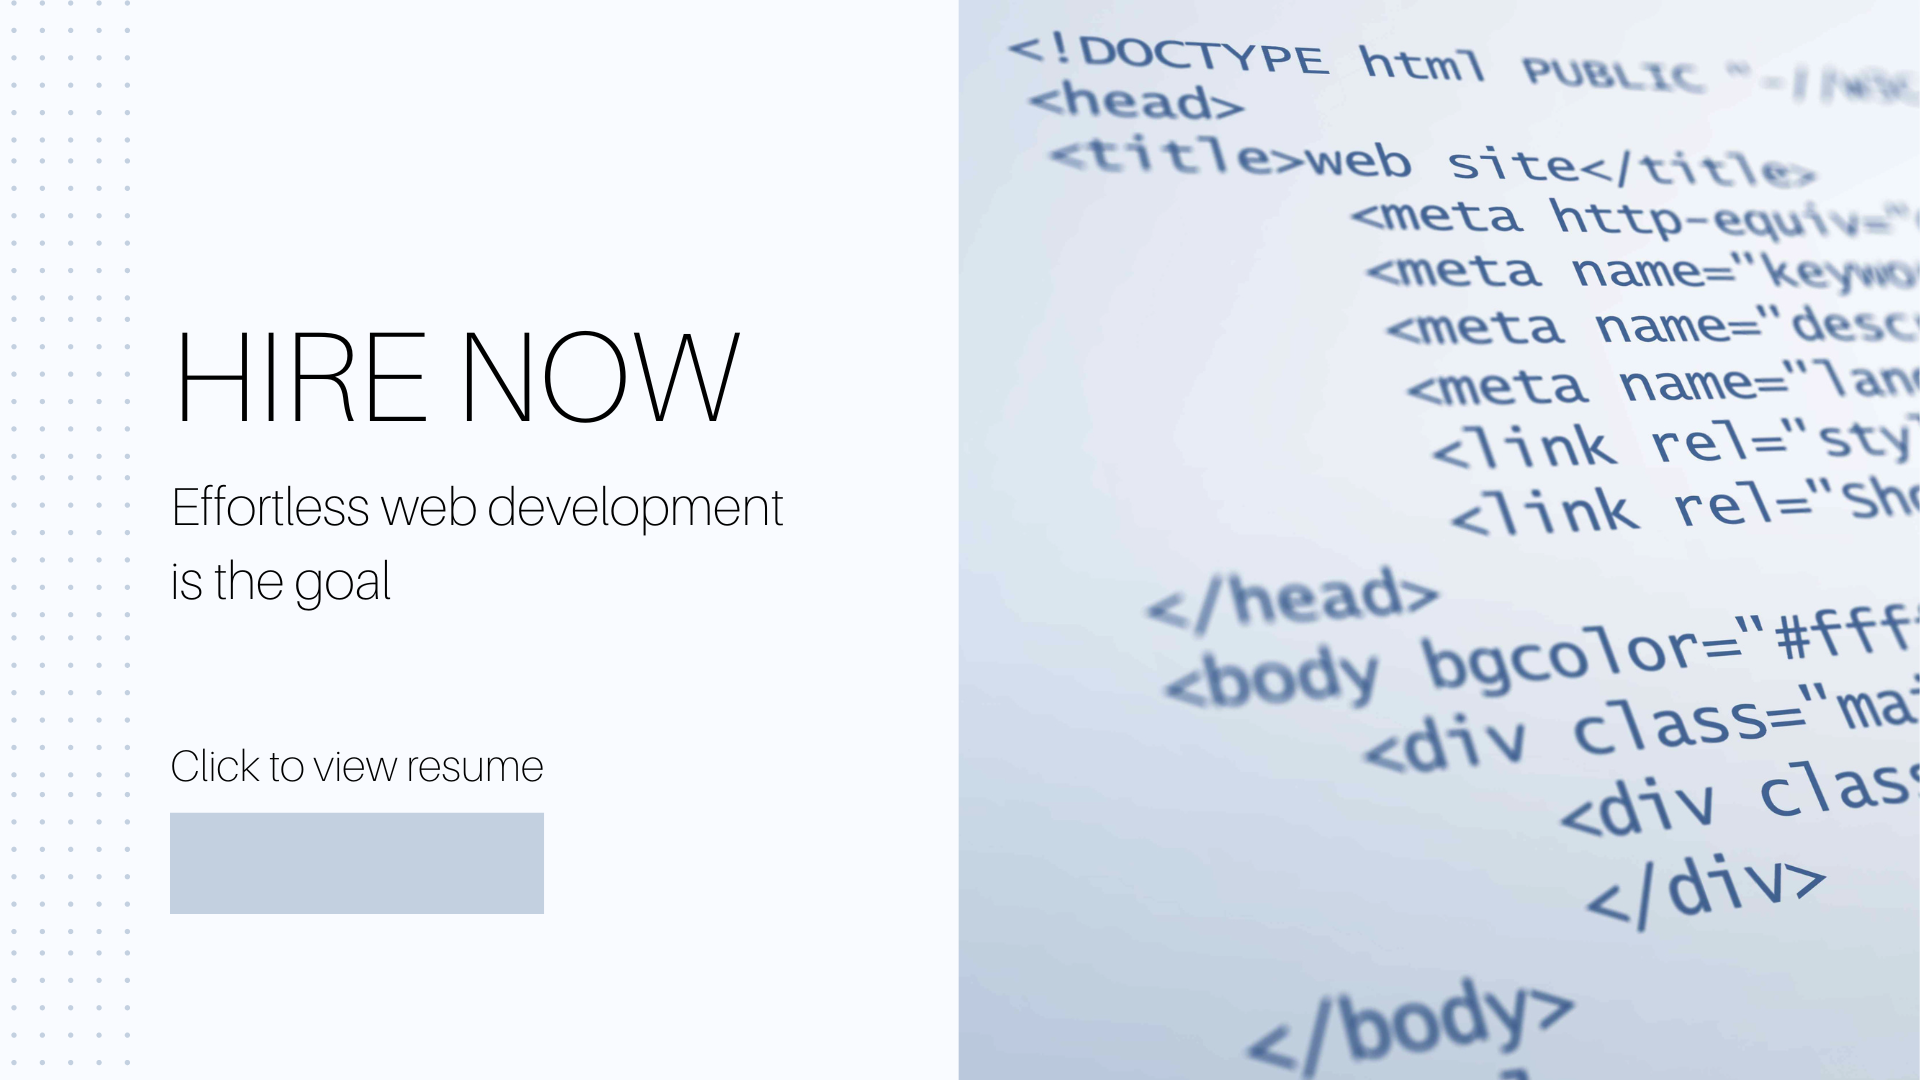 HIRE NOW
Effortless web development
is the goal
Click to view resume
<!DOCTYPE html PUBLIC "-//W3C
<head>
<title>web site</title>
<meta http-equiv="
<meta name="
<meta name="
<meta name="
<link rel="
<link rel="
</head>
<body bgcolor="#fff
<div class="
<div
</div>
</body>